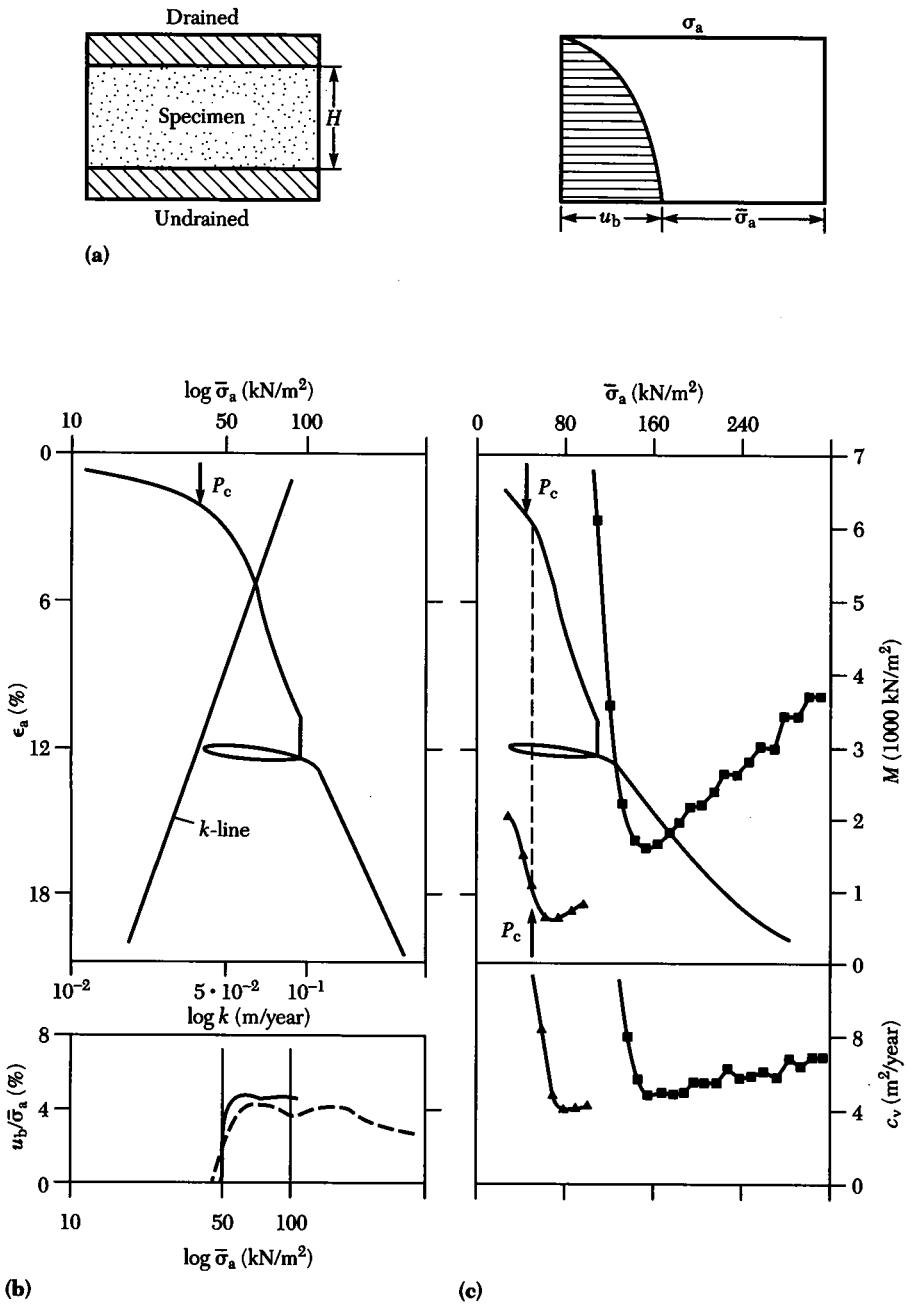 Drained
Specimen
H
Undrained
(a)
σa
ub
σ̄a
log σ̄a (kN/m²)
10 50 100
0
6
12
18
ϵa (%)
Pc
k-line
10⁻² 5 · 10⁻² 10⁻¹
log k (m/year)
8
4
0
ub/σ̄a (%)
10 50 100
log σ̄a (kN/m²)
(b)
σ̄a (kN/m²)
0 80 160 240
Pc
Pc
7
6
5
4
3
2
1
0
M (1000 kN/m²)
8
4
0
cv (m²/year)
(c)